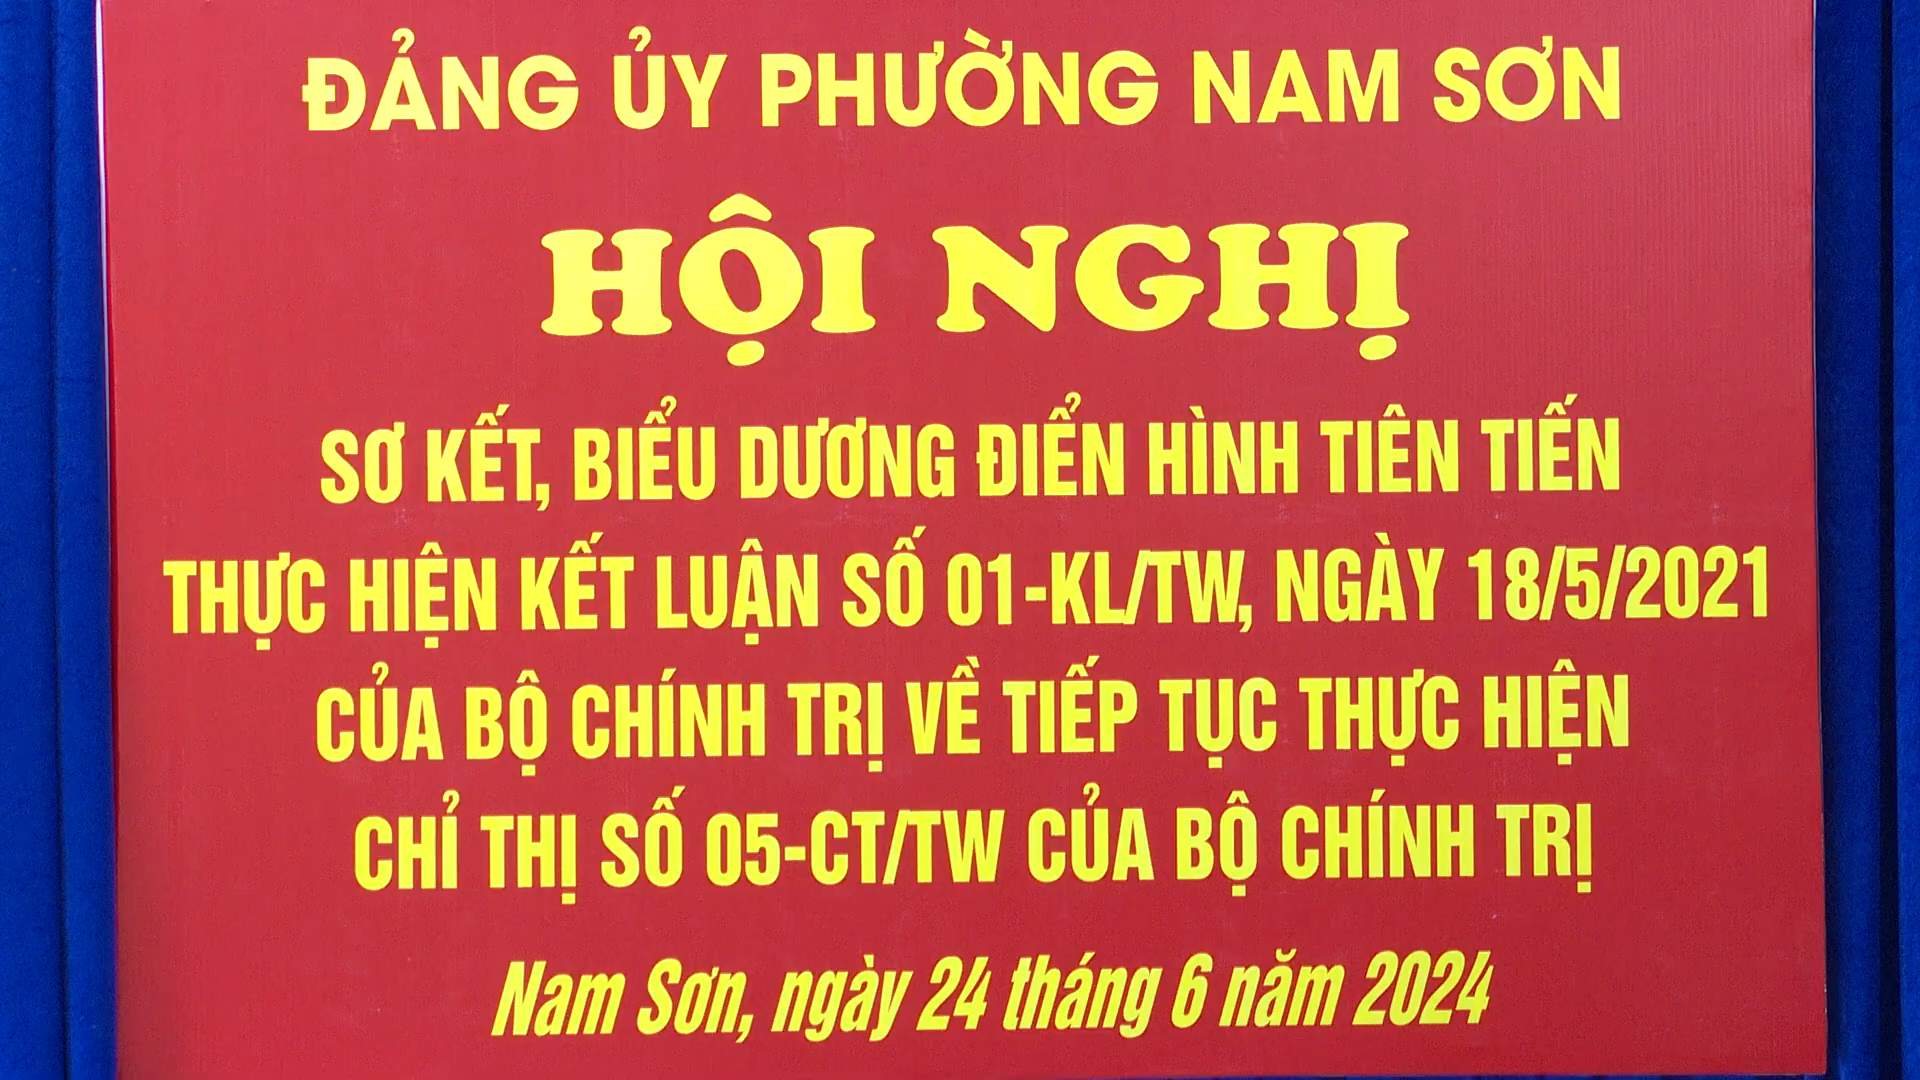 ĐẢNG ỦY PHƯỜNG NAM SƠN
HỘI NGHỊ
SƠ KẾT, BIỂU DƯƠNG ĐIỂN HÌNH TIÊN TIẾN
THỰC HIỆN KẾT LUẬN SỐ 01-KL/TW, NGÀY 18/5/2021
CỦA BỘ CHÍNH TRỊ VỀ TIẾP TỤC THỰC HIỆN
CHỈ THỊ SỐ 05-CT/TW CỦA BỘ CHÍNH TRỊ
Nam Sơn, ngày 24 tháng 6 năm 2024